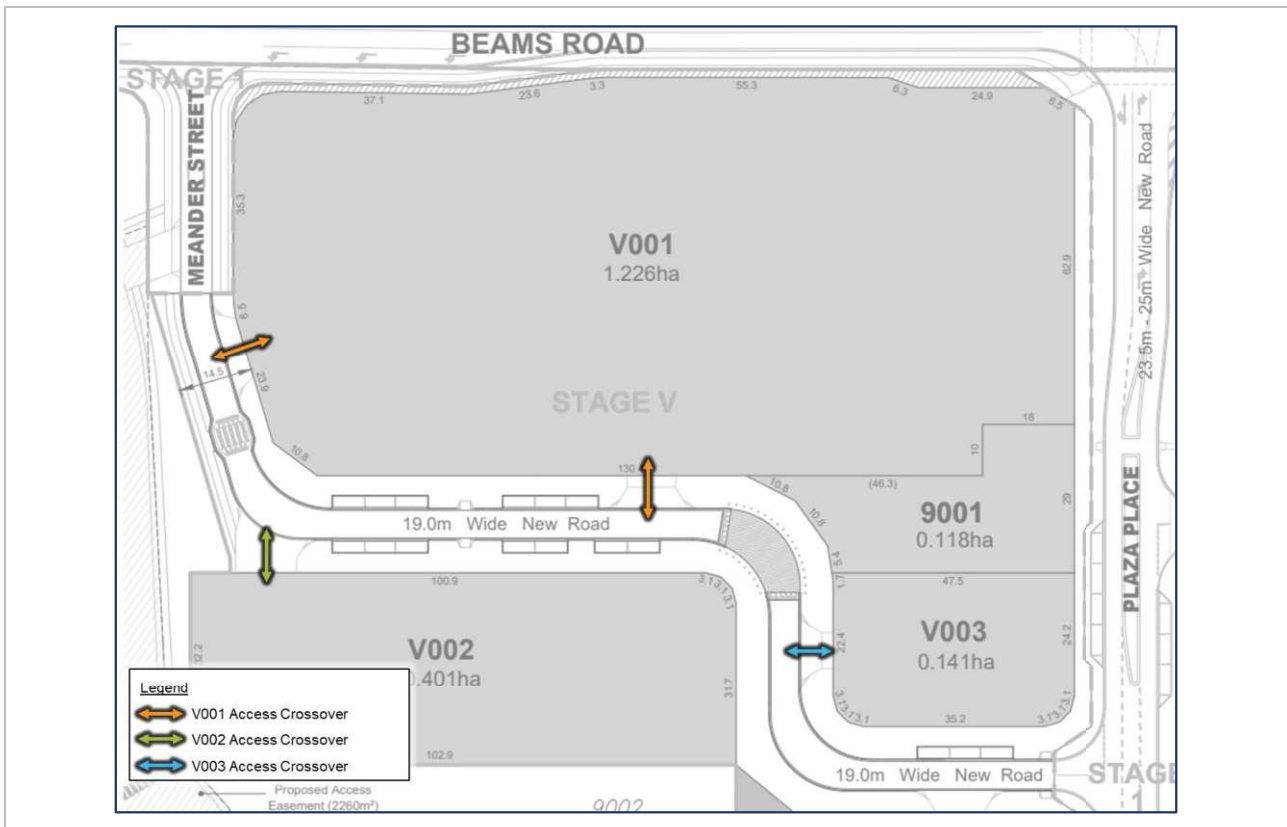 BEAMS ROAD
STAGE 1
37.1
23.6
3.3
55.3
6.3
24.9
6.5
MEANDER STREET
35.3
V001
1.226ha
62.9
23.5m - 25m Wide New Road
9.5
14.5
23.9
STAGE V
18
10
10.8
130
(46.3)
10.8
29
10.8
9001
0.118ha
19.0m Wide New Road
5.4
1.7
47.5
PLAZA PLACE
100.9
3.1
3.1
3.1
V003
0.141ha
22.4
24.2
V002
.401ha
31.7
3.1
3.1
3.1
35.2
3.1
3.1
3.1
102.9
Legend
V001 Access Crossover
V002 Access Crossover
V003 Access Crossover
19.0m Wide New Road
STAGE
1
Proposed Access
Easement (2260m²)
9002